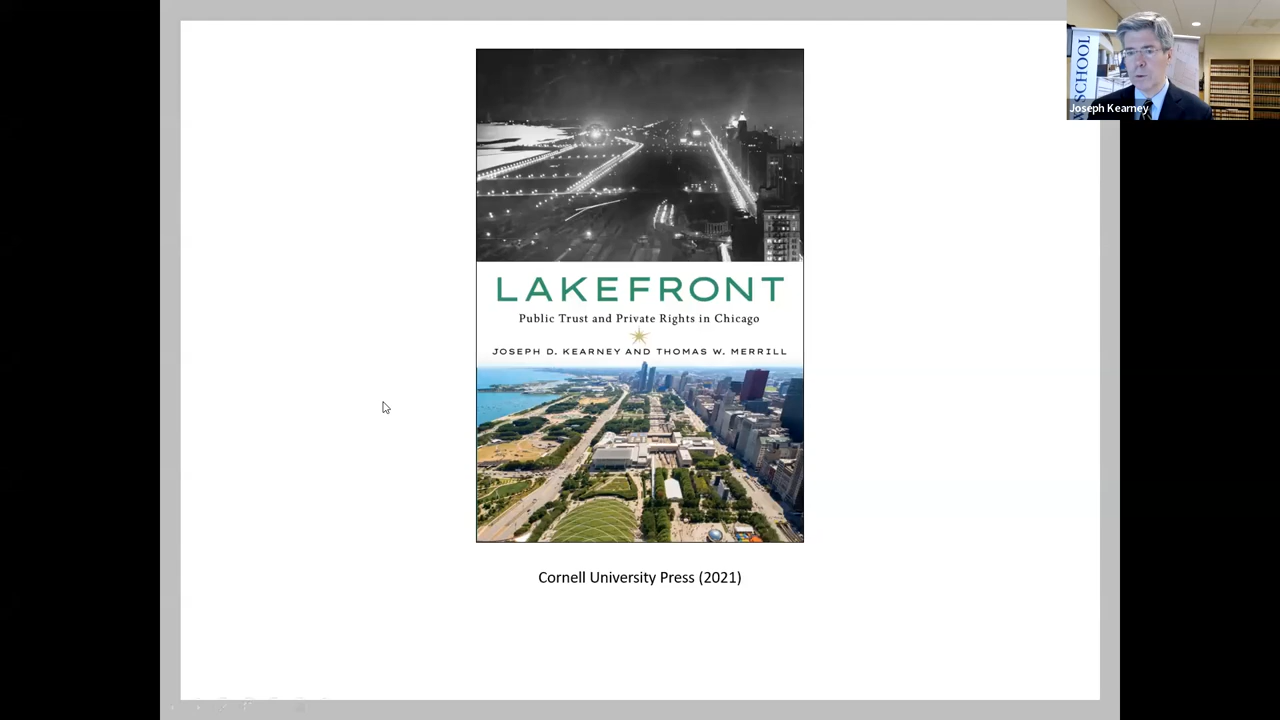 LAKEFRONT
Public Trust and Private Rights in Chicago
JOSEPH D. KEARNEY AND THOMAS W. MERRILL
Cornell University Press (2021)
SCHOOL
Joseph Kearney